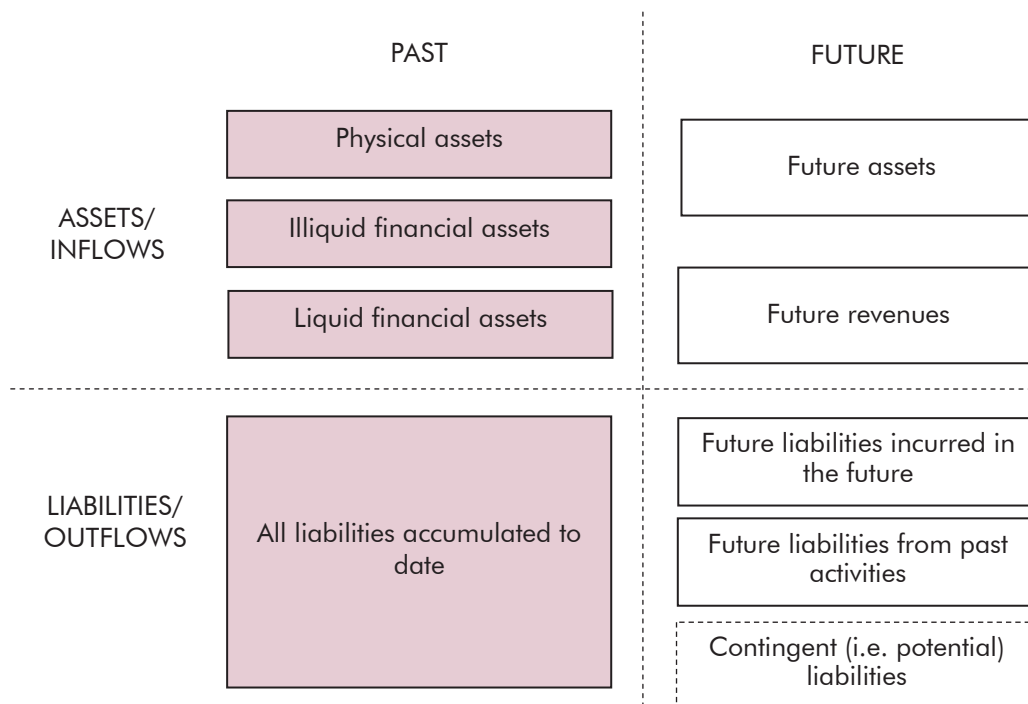 PAST
FUTURE
ASSETS/
INFLOWS
Physical assets
Illiquid financial assets
Liquid financial assets
Future assets
Future revenues
LIABILITIES/
OUTFLOWS
All liabilities accumulated to
date
Future liabilities incurred in
the future
Future liabilities from past
activities
Contingent (i.e. potential)
liabilities